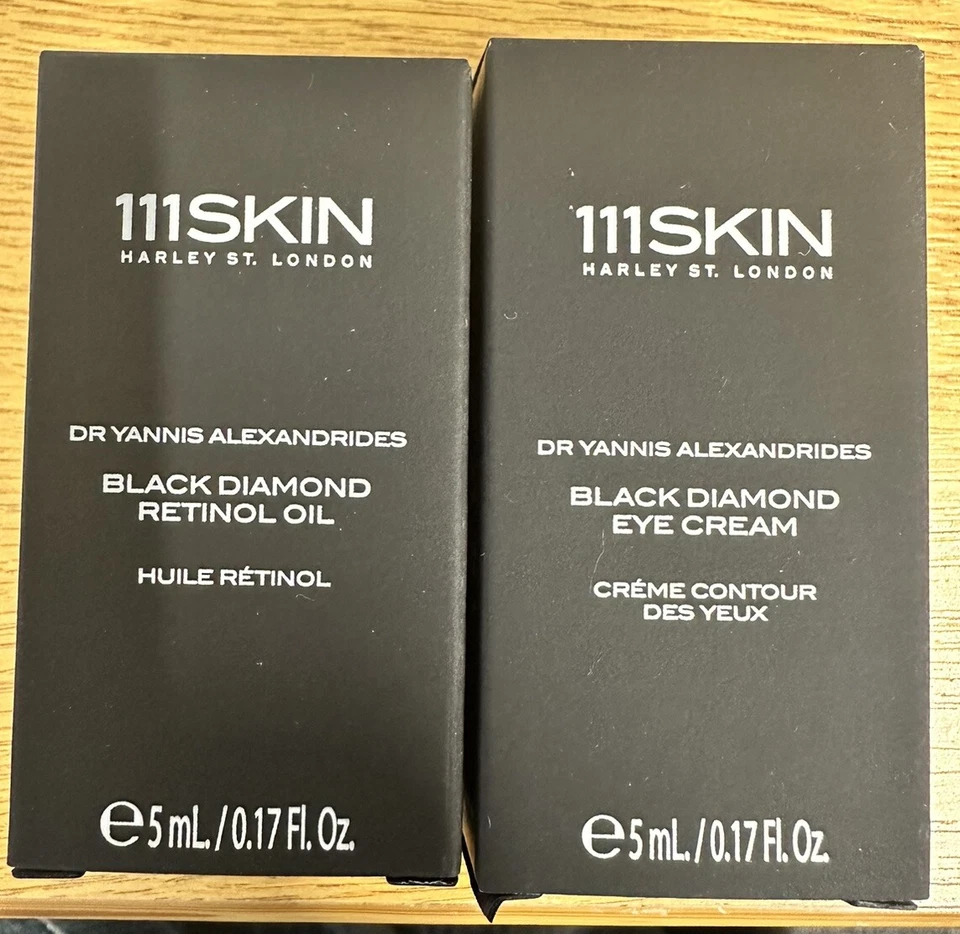 111SKIN
HARLEY ST. LONDON
DR YANNIS ALEXANDRIDES
BLACK DIAMOND
RETINOL OIL
HUILE RÉTINOL
e 5 mL. / 0.17 Fl. Oz.
111SKIN
HARLEY ST. LONDON
DR YANNIS ALEXANDRIDES
BLACK DIAMOND
EYE CREAM
CRÉME CONTOUR
DES YEUX
e 5 mL. / 0.17 Fl. Oz.